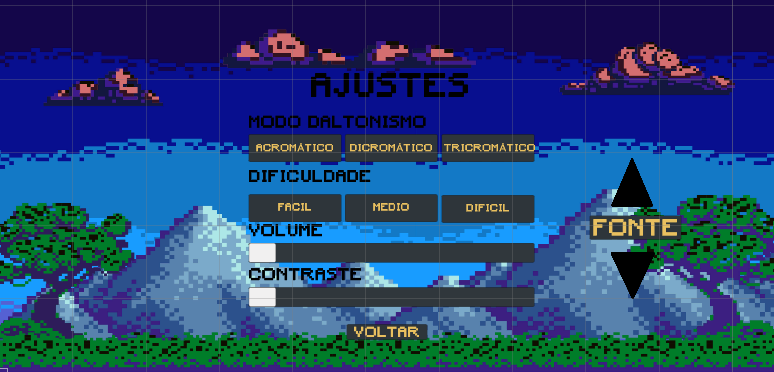 AJUSTES
MODO DALTONISMO
ACROMÁTICO DICROMÁTICO TRICROMÁTICO
DIFICULDADE
FACIL MEDIO DIFICIL
VOLUME
FONTE
CONTRASTE
VOLTAR